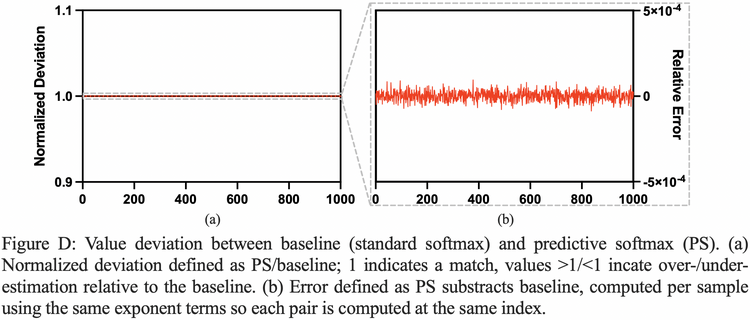 1.1
1.0
0.9
Normalized Deviation
0 200 400 600 800 1000
(a)
5×10⁻⁴
0
-5×10⁻⁴
Relative Error
0 200 400 600 800 1000
(b)
Figure D: Value deviation between baseline (standard softmax) and predictive softmax (PS). (a)
Normalized deviation defined as PS/baseline; 1 indicates a match, values >1/<1 incate over-/under-
estimation relative to the baseline. (b) Error defined as PS substracts baseline, computed per sample
using the same exponent terms so each pair is computed at the same index.